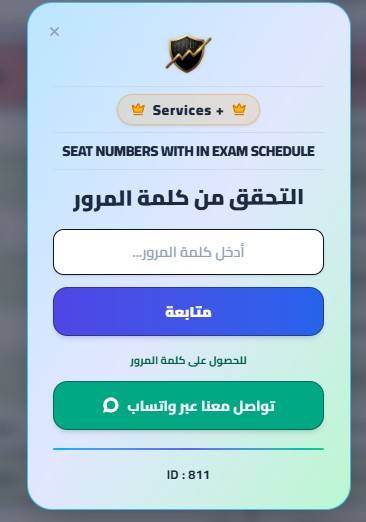 Services +
SEAT NUMBERS WITH IN EXAM SCHEDULE
التحقق من كلمة المرور
أدخل كلمة المرور...
متابعة
للحصول على كلمة المرور
تواصل معنا عبر واتساب
ID : 811